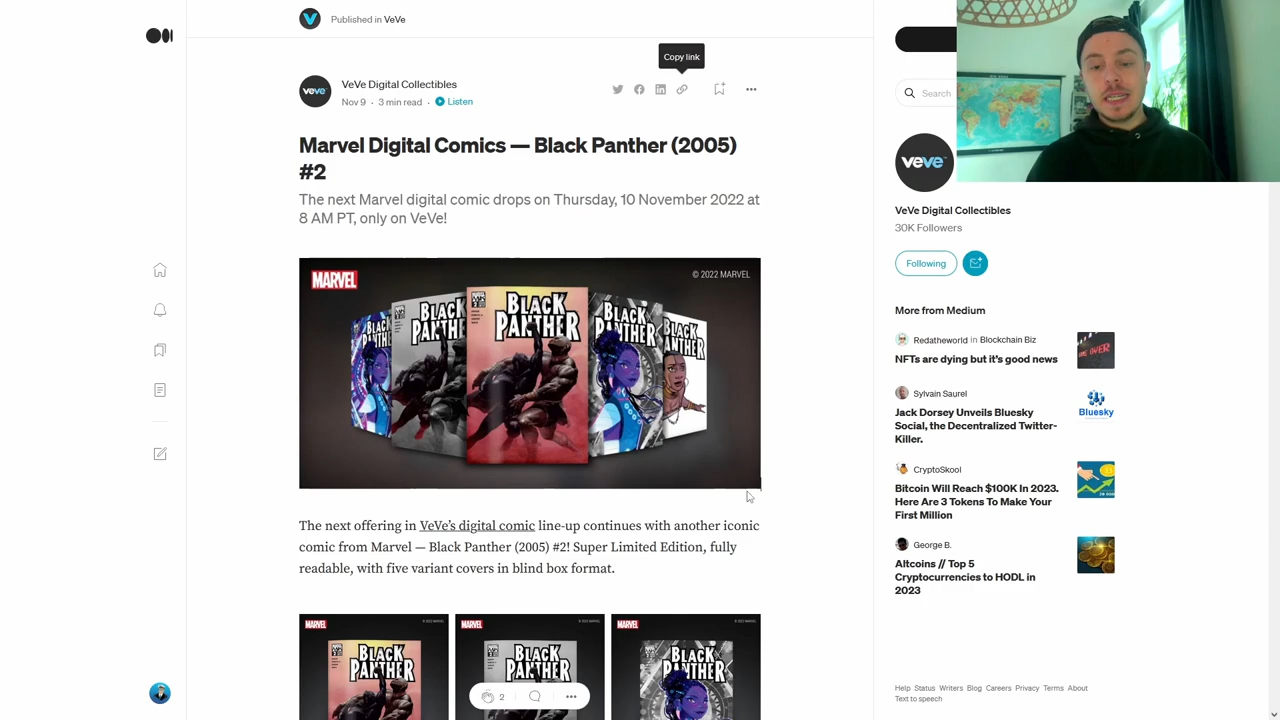 Published in VeVe
Copy link
VeVe Digital Collectibles
Nov 9 · 3 min read · Listen
Marvel Digital Comics — Black Panther (2005)
#2
The next Marvel digital comic drops on Thursday, 10 November 2022 at
8 AM PT, only on VeVe!
MARVEL
© 2022 MARVEL
BLACK PANTHER
BLACK PANTHER
BLACK PANTHER
The next offering in VeVe's digital comic line-up continues with another iconic
comic from Marvel — Black Panther (2005) #2! Super Limited Edition, fully
readable, with five variant covers in blind box format.
MARVEL
MARVEL
MARVEL
BLACK PANTHER
BLACK PANTHER
BLACK PANTHER
2
Search
VEVE
VeVe Digital Collectibles
30K Followers
Following
More from Medium
Redatheworld in Blockchain Biz
NFTs are dying but it's good news
Sylvain Saurel
Jack Dorsey Unveils Bluesky
Social, the Decentralized Twitter-
Killer.
Bluesky
CryptoSkool
Bitcoin Will Reach $100K In 2023.
Here Are 3 Tokens To Make Your
First Million
George B.
Altcoins // Top 5
Cryptocurrencies to HODL in
2023
Help Status Writers Blog Careers Privacy Terms About
Text to speech